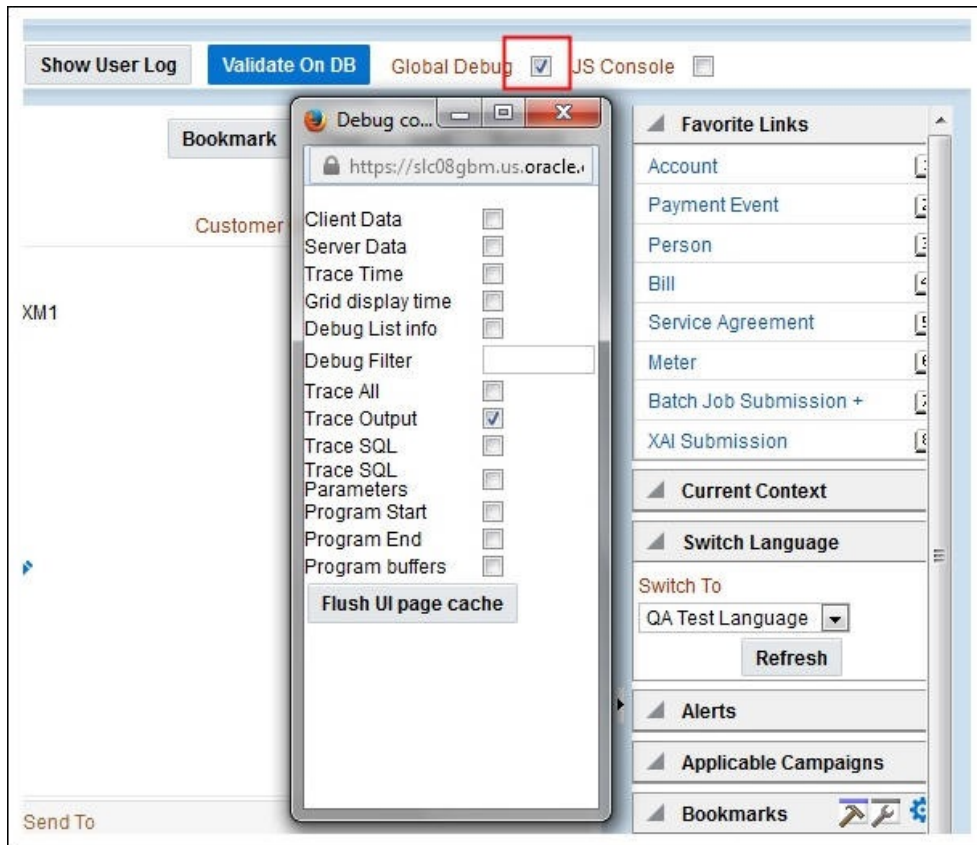 Show User Log Validate On DB Global Debug JS Console
Bookmark
Customer
XM1
Send To
Debug co...
https://slc08gbm.us.oracle.
Client Data
Server Data
Trace Time
Grid display time
Debug List info
Debug Filter
Trace All
Trace Output
Trace SQL
Trace SQL
Parameters
Program Start
Program End
Program buffers
Flush UI page cache
Favorite Links
Account
Payment Event
Person
Bill
Service Agreement
Meter
Batch Job Submission +
XAI Submission
Current Context
Switch Language
Switch To
QA Test Language
Refresh
Alerts
Applicable Campaigns
Bookmarks